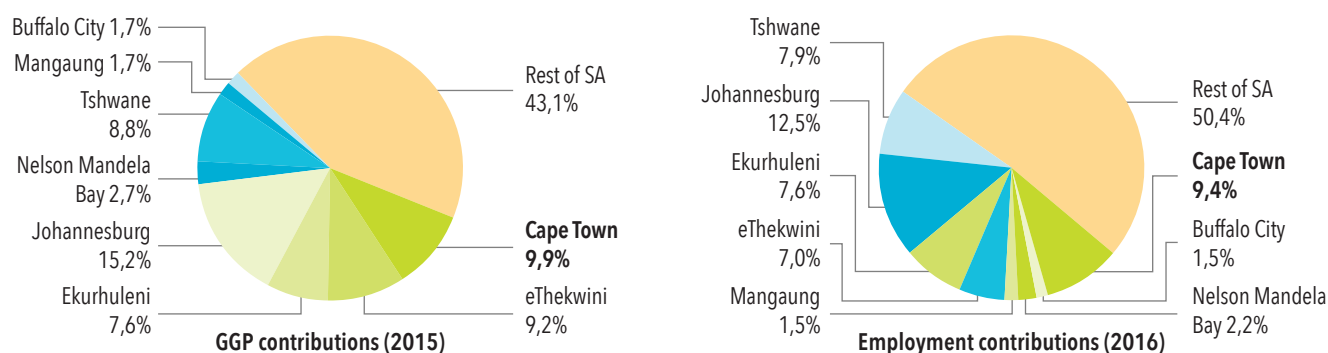 Buffalo City 1,7%
Mangaung 1,7%
Tshwane
8,8%
Nelson Mandela
Bay 2,7%
Johannesburg
15,2%
Ekurhuleni
7,6%
Rest of SA
43,1%
Cape Town
9,9%
eThekwini
9,2%
GGP contributions (2015)
Tshwane
7,9%
Johannesburg
12,5%
Ekurhuleni
7,6%
eThekwini
7,0%
Mangaung
1,5%
Rest of SA
50,4%
Cape Town
9,4%
Buffalo City
1,5%
Nelson Mandela
Bay 2,2%
Employment contributions (2016)